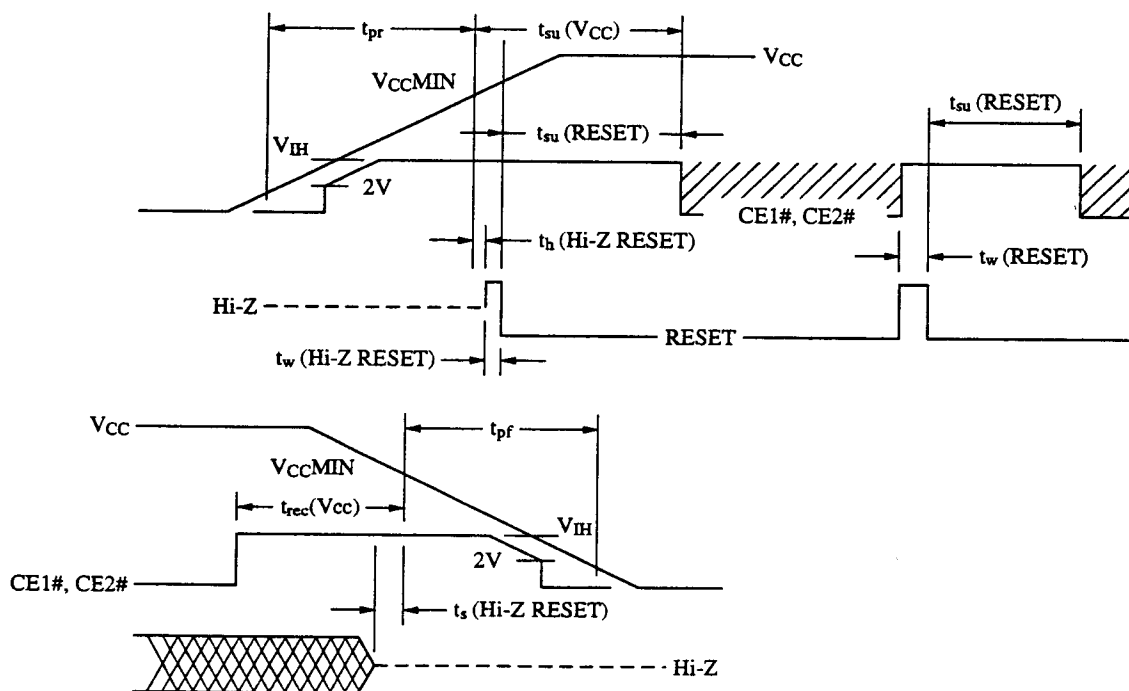 tpr
tsu (VCC)
VCC
VCCMIN
tsu (RESET)
tsu (RESET)
VIH
2V
CE1#, CE2#
th (Hi-Z RESET)
tw (RESET)
Hi-Z
RESET
tw (Hi-Z RESET)
VCC
tpf
VCCMIN
trec(Vcc)
VIH
2V
CE1#, CE2#
ts (Hi-Z RESET)
Hi-Z